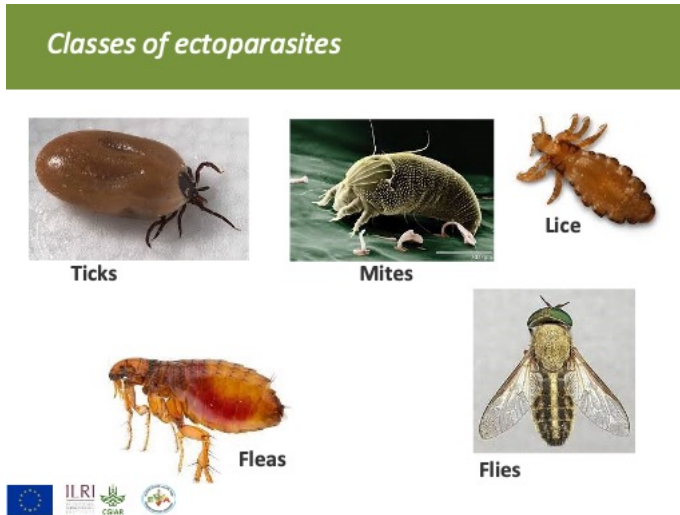 Classes of ectoparasites
Ticks
Mites
Lice
Fleas
Flies
ILRI
CGIAR